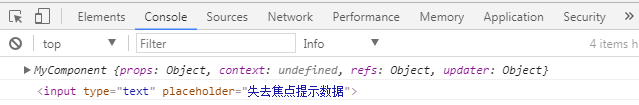 Elements Console Sources Network Performance Memory Application Security »
top Filter Info 4 items h
MyComponent {props: Object, context: undefined, refs: Object, updater: Object}
<input type="text" placeholder="失去焦点提示数据">